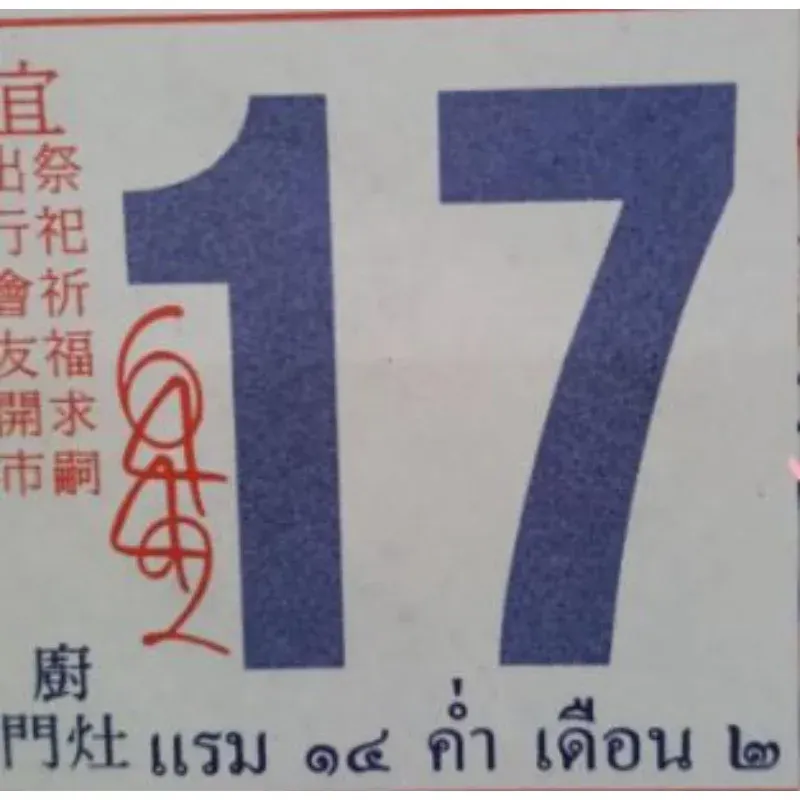 宜
祭祀祈福求嗣
出行會友開市
17
廚
灶門
แรม ๑๔ ค่ำ เดือน ๒